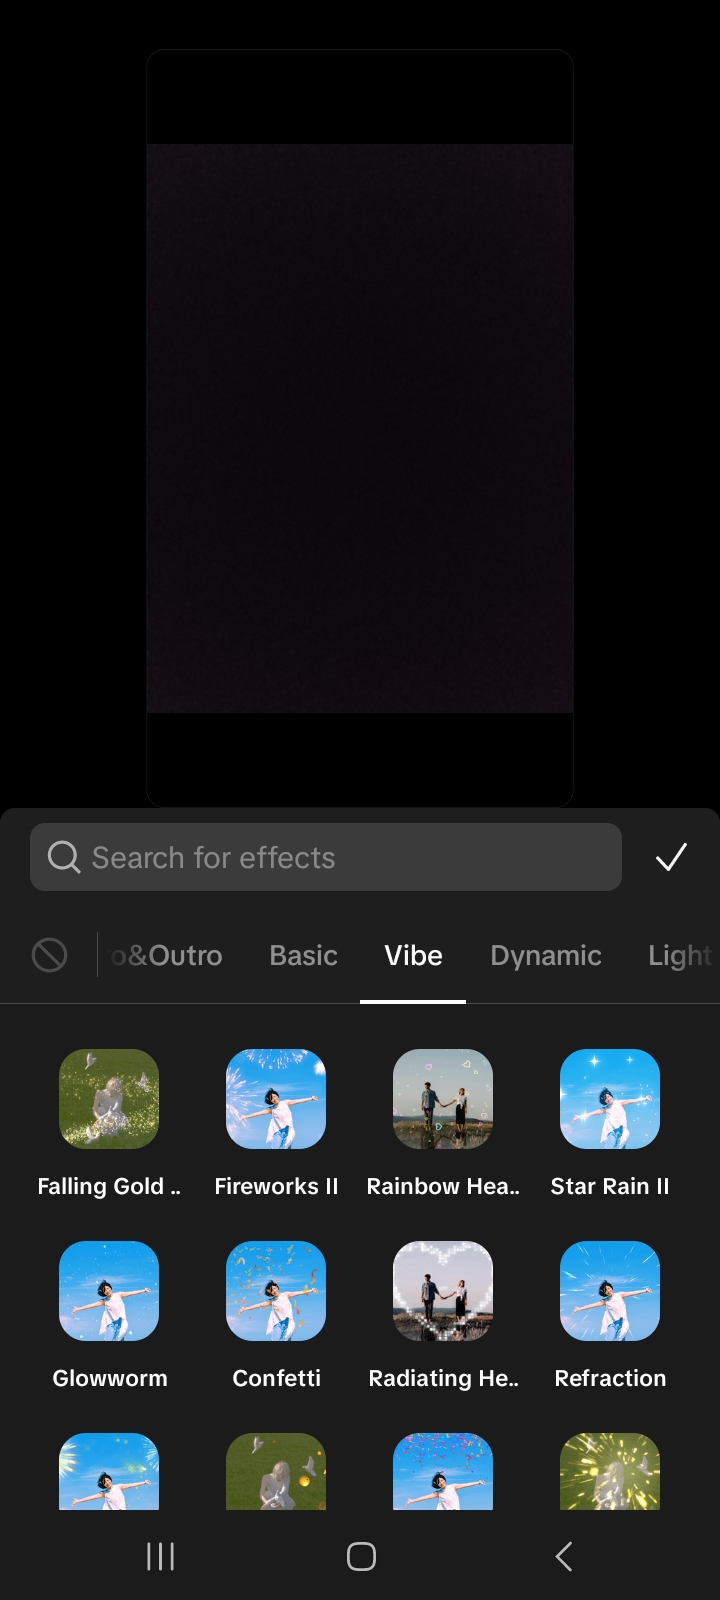 Search for effects
o&Outro Basic Vibe Dynamic Light
Falling Gold .. Fireworks II Rainbow Hea.. Star Rain II
Glowworm Confetti Radiating He.. Refraction